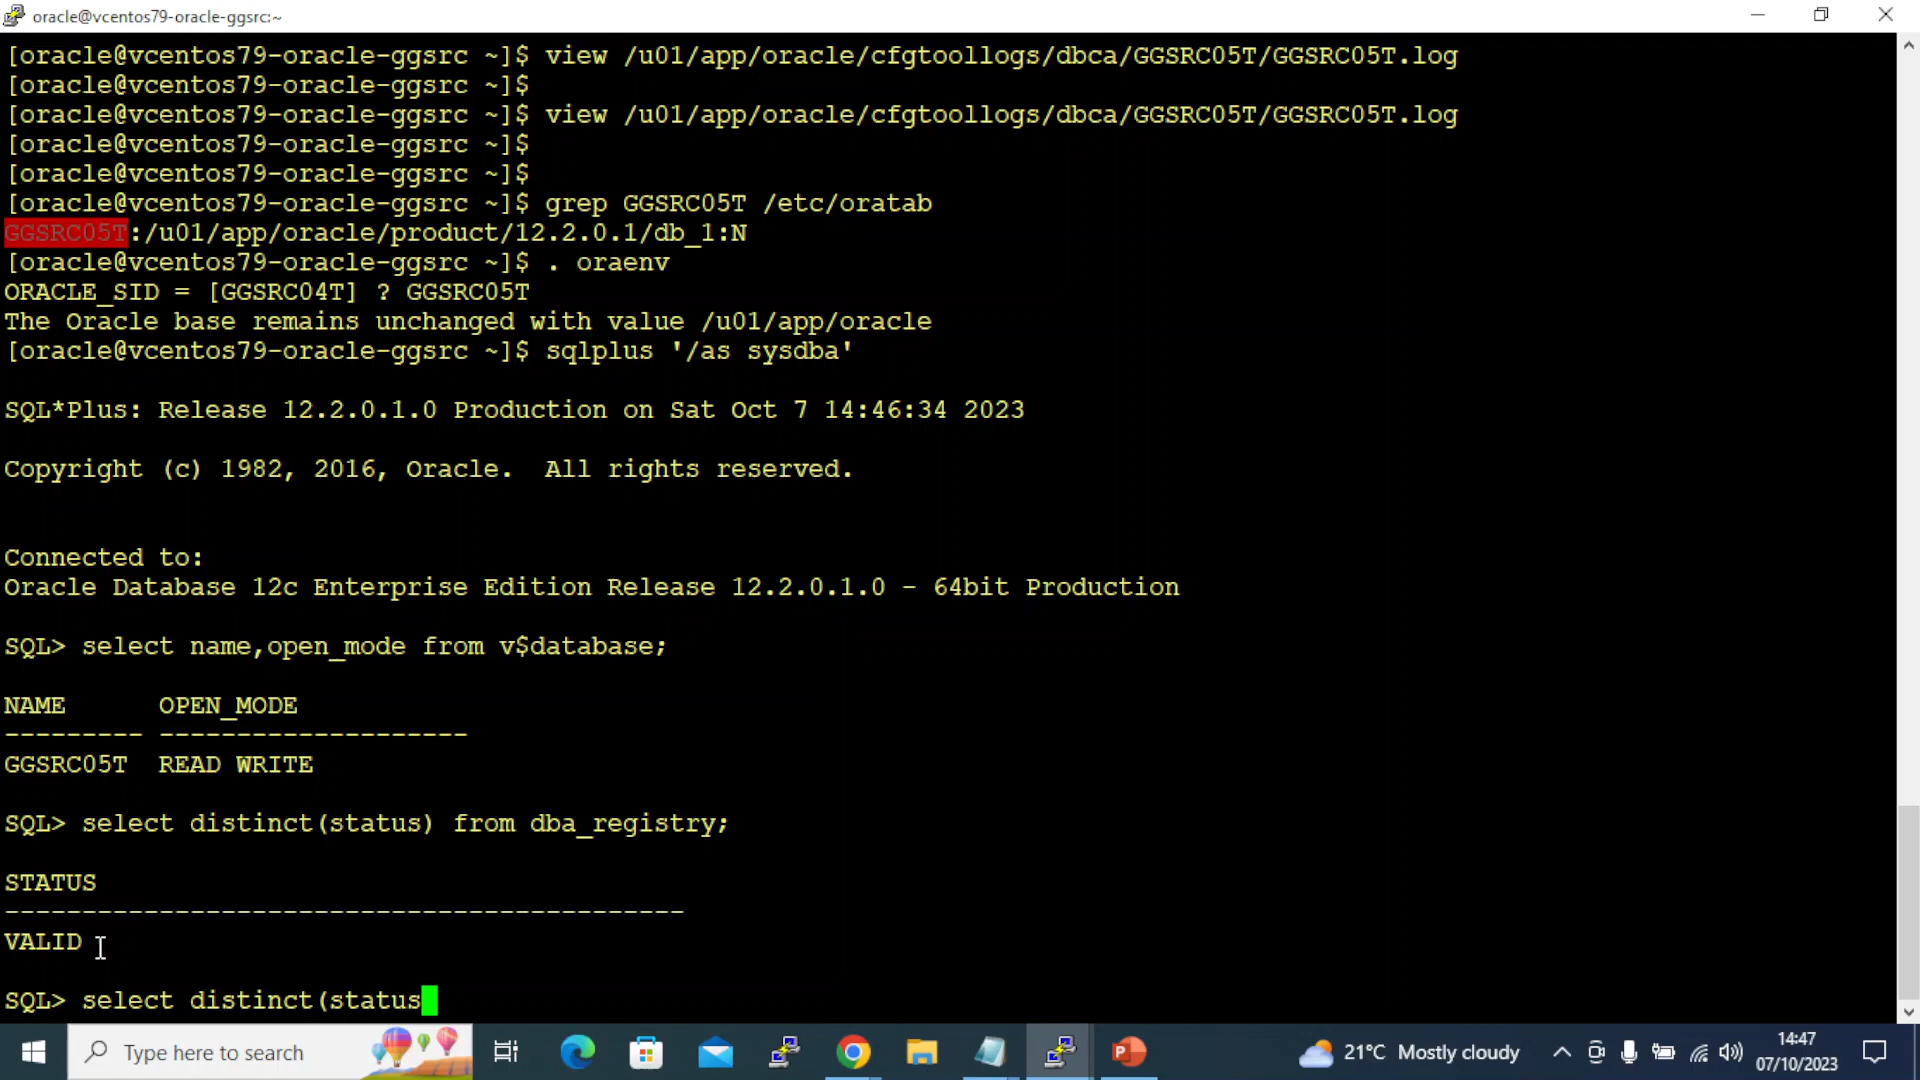 oracle@vcentos79-oracle-ggsrc:~
[oracle@vcentos79-oracle-ggsrc ~]$ view /u01/app/oracle/cfgtoollogs/dbca/GGSRC05T/GGSRC05T.log
[oracle@vcentos79-oracle-ggsrc ~]$
[oracle@vcentos79-oracle-ggsrc ~]$ view /u01/app/oracle/cfgtoollogs/dbca/GGSRC05T/GGSRC05T.log
[oracle@vcentos79-oracle-ggsrc ~]$
[oracle@vcentos79-oracle-ggsrc ~]$
[oracle@vcentos79-oracle-ggsrc ~]$ grep GGSRC05T /etc/oratab
GGSRC05T:/u01/app/oracle/product/12.2.0.1/db_1:N
[oracle@vcentos79-oracle-ggsrc ~]$ . oraenv
ORACLE_SID = [GGSRC04T] ? GGSRC05T
The Oracle base remains unchanged with value /u01/app/oracle
[oracle@vcentos79-oracle-ggsrc ~]$ sqlplus '/as sysdba'
SQL*Plus: Release 12.2.0.1.0 Production on Sat Oct 7 14:46:34 2023
Copyright (c) 1982, 2016, Oracle.  All rights reserved.
Connected to:
Oracle Database 12c Enterprise Edition Release 12.2.0.1.0 - 64bit Production
SQL> select name,open_mode from v$database;
NAME      OPEN_MODE
--------- --------------------
GGSRC05T  READ WRITE
SQL> select distinct(status) from dba_registry;
STATUS
--------------------------------------------
VALID
SQL> select distinct(status
Type here to search
21°C Mostly cloudy
14:47
07/10/2023